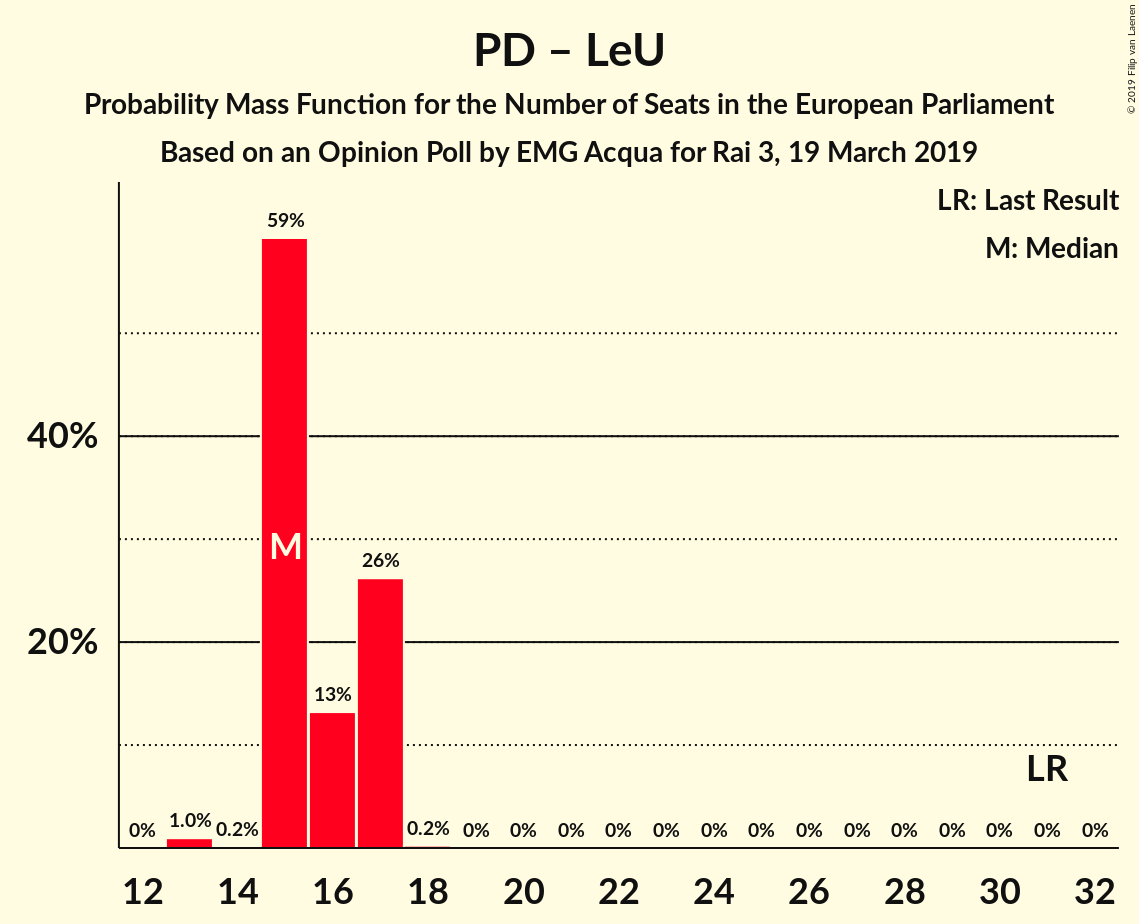 PD – LeU
Probability Mass Function for the Number of Seats in the European Parliament
Based on an Opinion Poll by EMG Acqua for Rai 3, 19 March 2019
© 2019 Filip van Laenen
LR: Last Result
M: Median
59%
40%
M
26%
20%
13%
LR
0% 1.0% 0.2% 0.2% 0% 0% 0% 0% 0% 0% 0% 0% 0% 0% 0% 0% 0% 0%
12 14 16 18 20 22 24 26 28 30 32